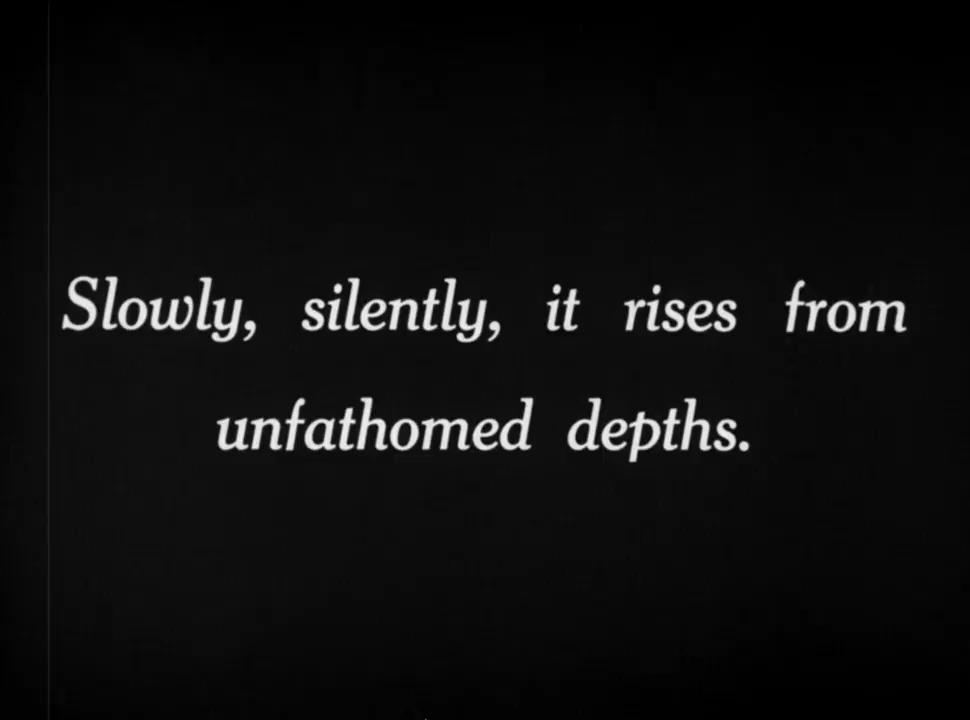 Slowly, silently, it rises from
unfathomed depths.